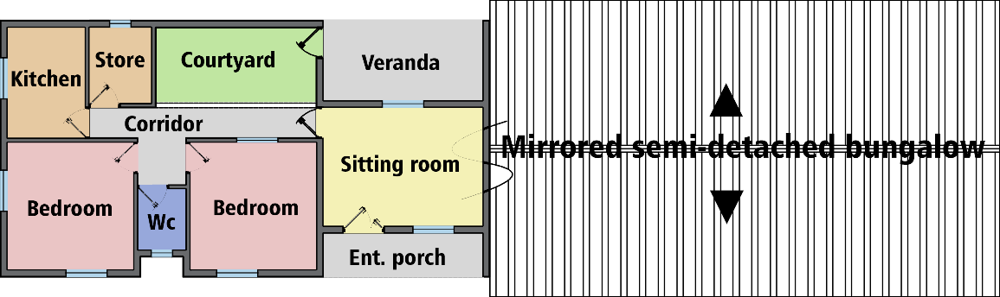 Kitchen
Store
Courtyard
Veranda
Corridor
Mirrored semi-detached bungalow
Sitting room
Bedroom
Wc
Bedroom
Ent. porch